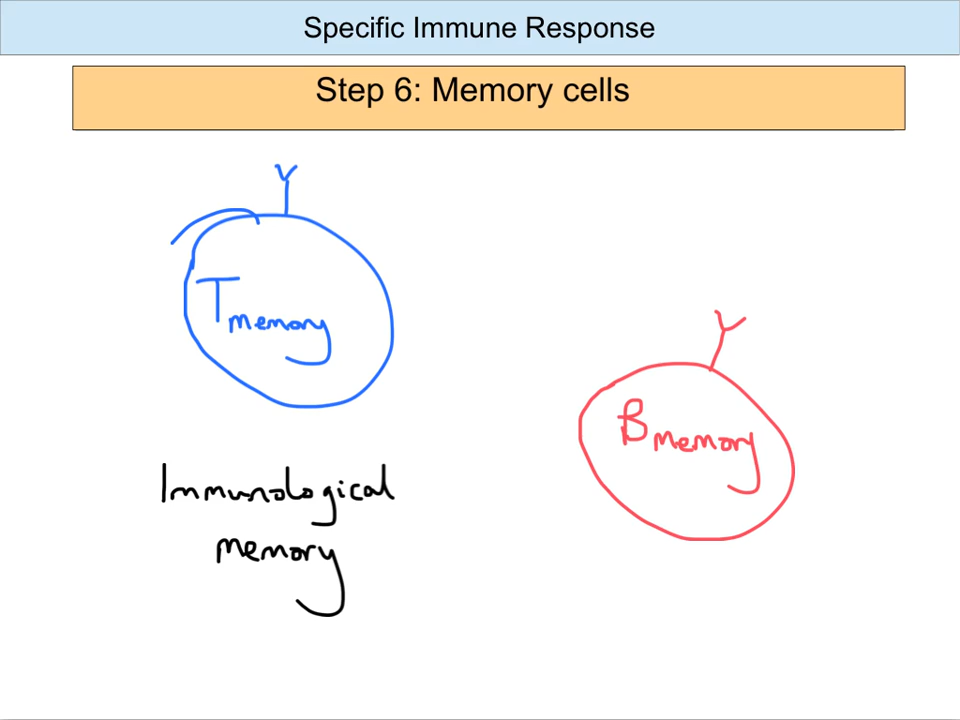 Specific Immune Response
Step 6: Memory cells
T memory
B memory
Immunological
memory